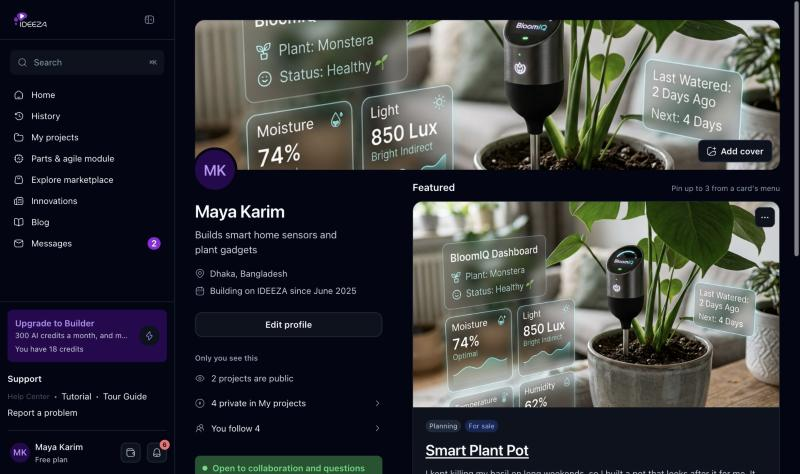 IDEEZA
Search
⌘K
Home
History
My projects
Parts & agile module
Explore marketplace
Innovations
Blog
Messages
2
Upgrade to Builder
300 AI credits a month, and m...
You have 18 credits
Support
Help Center • Tutorial • Tour Guide
Report a problem
MK
Maya Karim
Free plan
6
BloomIQ
Plant: Monstera
Status: Healthy
Moisture
74%
Light
850 Lux
Bright Indirect
BloomIQ
Last Watered:
2 Days Ago
Next: 4 Days
Add cover
MK
Maya Karim
Builds smart home sensors and
plant gadgets
Dhaka, Bangladesh
Building on IDEEZA since June 2025
Edit profile
Only you see this
2 projects are public
4 private in My projects
You follow 4
Open to collaboration and questions
Featured
Pin up to 3 from a card's menu
BloomIQ Dashboard
Plant: Monstera
Status: Healthy
Moisture
74%
Optimal
Light
850 Lux
Bright Indirect
Temperature
Humidity
62%
BloomIQ
Last Watered:
2 Days Ago
Next: 4 Days
Planning
For sale
Smart Plant Pot
I kept killing my basil on long weekends, so I built a pot that looks after it for me. It